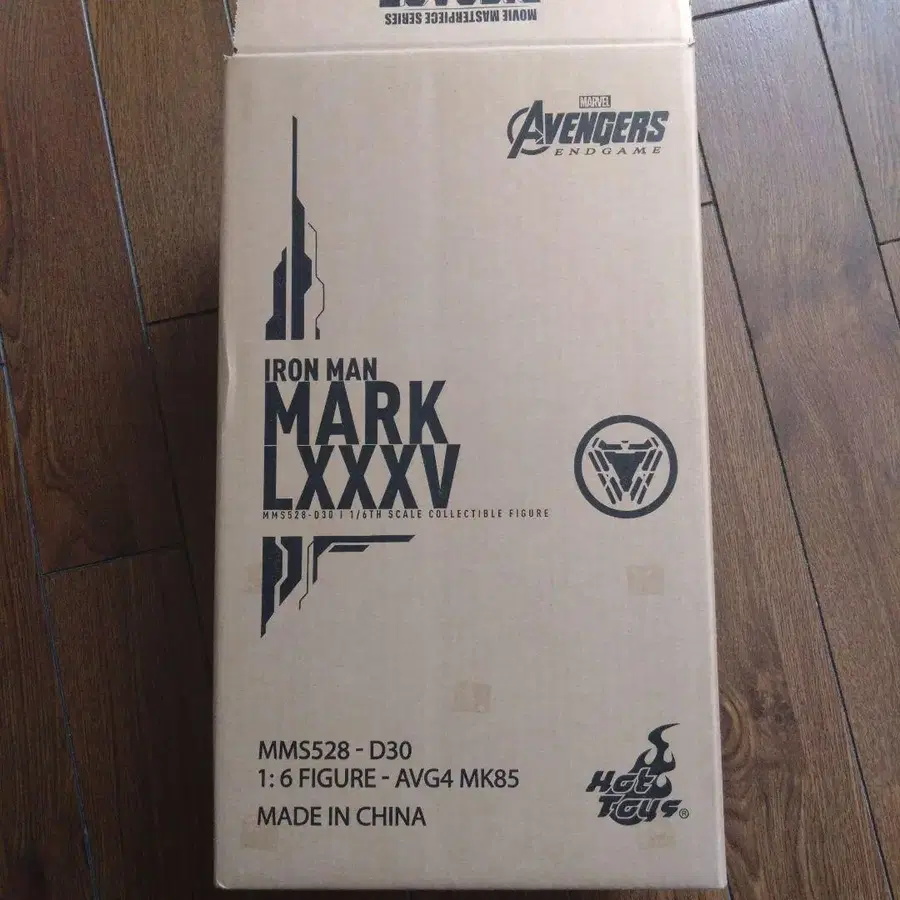 MOVIE MASTERPIECE SERIES
MARVEL
AVENGERS
ENDGAME
IRON MAN
MARK
LXXXV
MMS528-D30 | 1/6TH SCALE COLLECTIBLE FIGURE
MMS528 - D30
1: 6 FIGURE - AVG4 MK85
MADE IN CHINA
Hot
Toys®